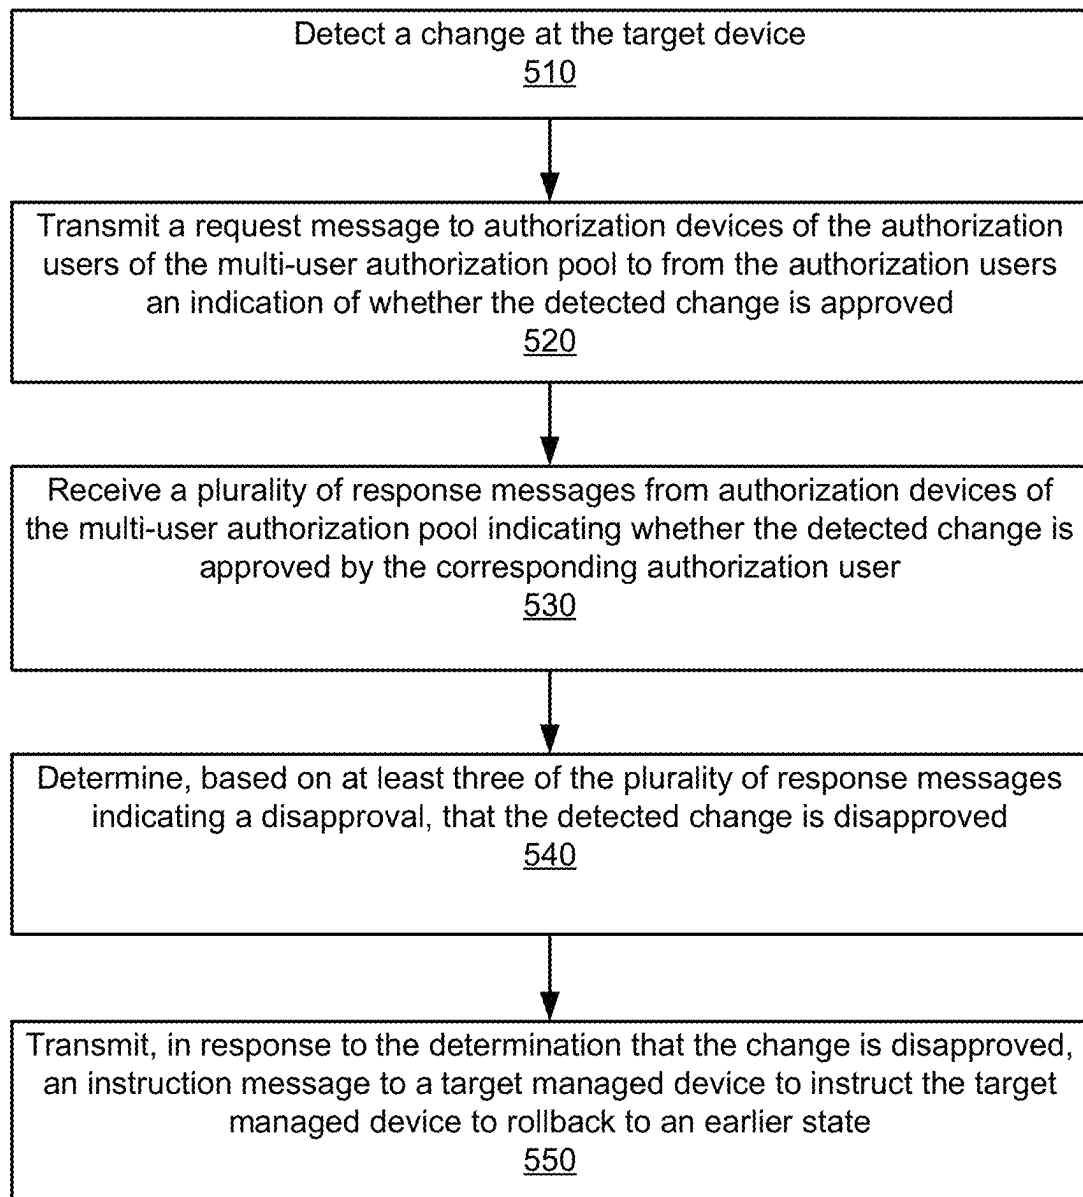 Detect a change at the target device
510
Transmit a request message to authorization devices of the authorization
users of the multi-user authorization pool to from the authorization users
an indication of whether the detected change is approved
520
Receive a plurality of response messages from authorization devices of
the multi-user authorization pool indicating whether the detected change is
approved by the corresponding authorization user
530
Determine, based on at least three of the plurality of response messages
indicating a disapproval, that the detected change is disapproved
540
Transmit, in response to the determination that the change is disapproved,
an instruction message to a target managed device to instruct the target
managed device to rollback to an earlier state
550